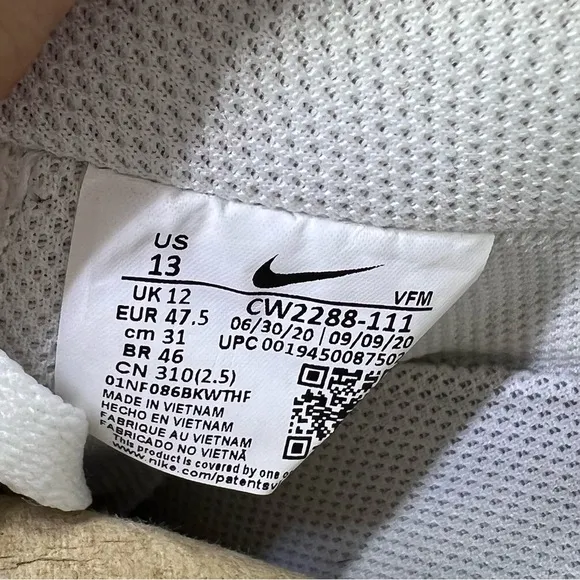 US
13
UK 12
EUR 47.5
cm 31
BR 46
CN 310(2.5)
01NF086BKWTHF
MADE IN VIETNAM
HECHO EN VIETNAM
FABRIQUE AU VIETNAM
FABRICADO NO VIETNÃ
This product is covered by one
www.nike.com/patents
VFM
CW2288-111
06/30/20 | 09/09/20
UPC 0019450087502